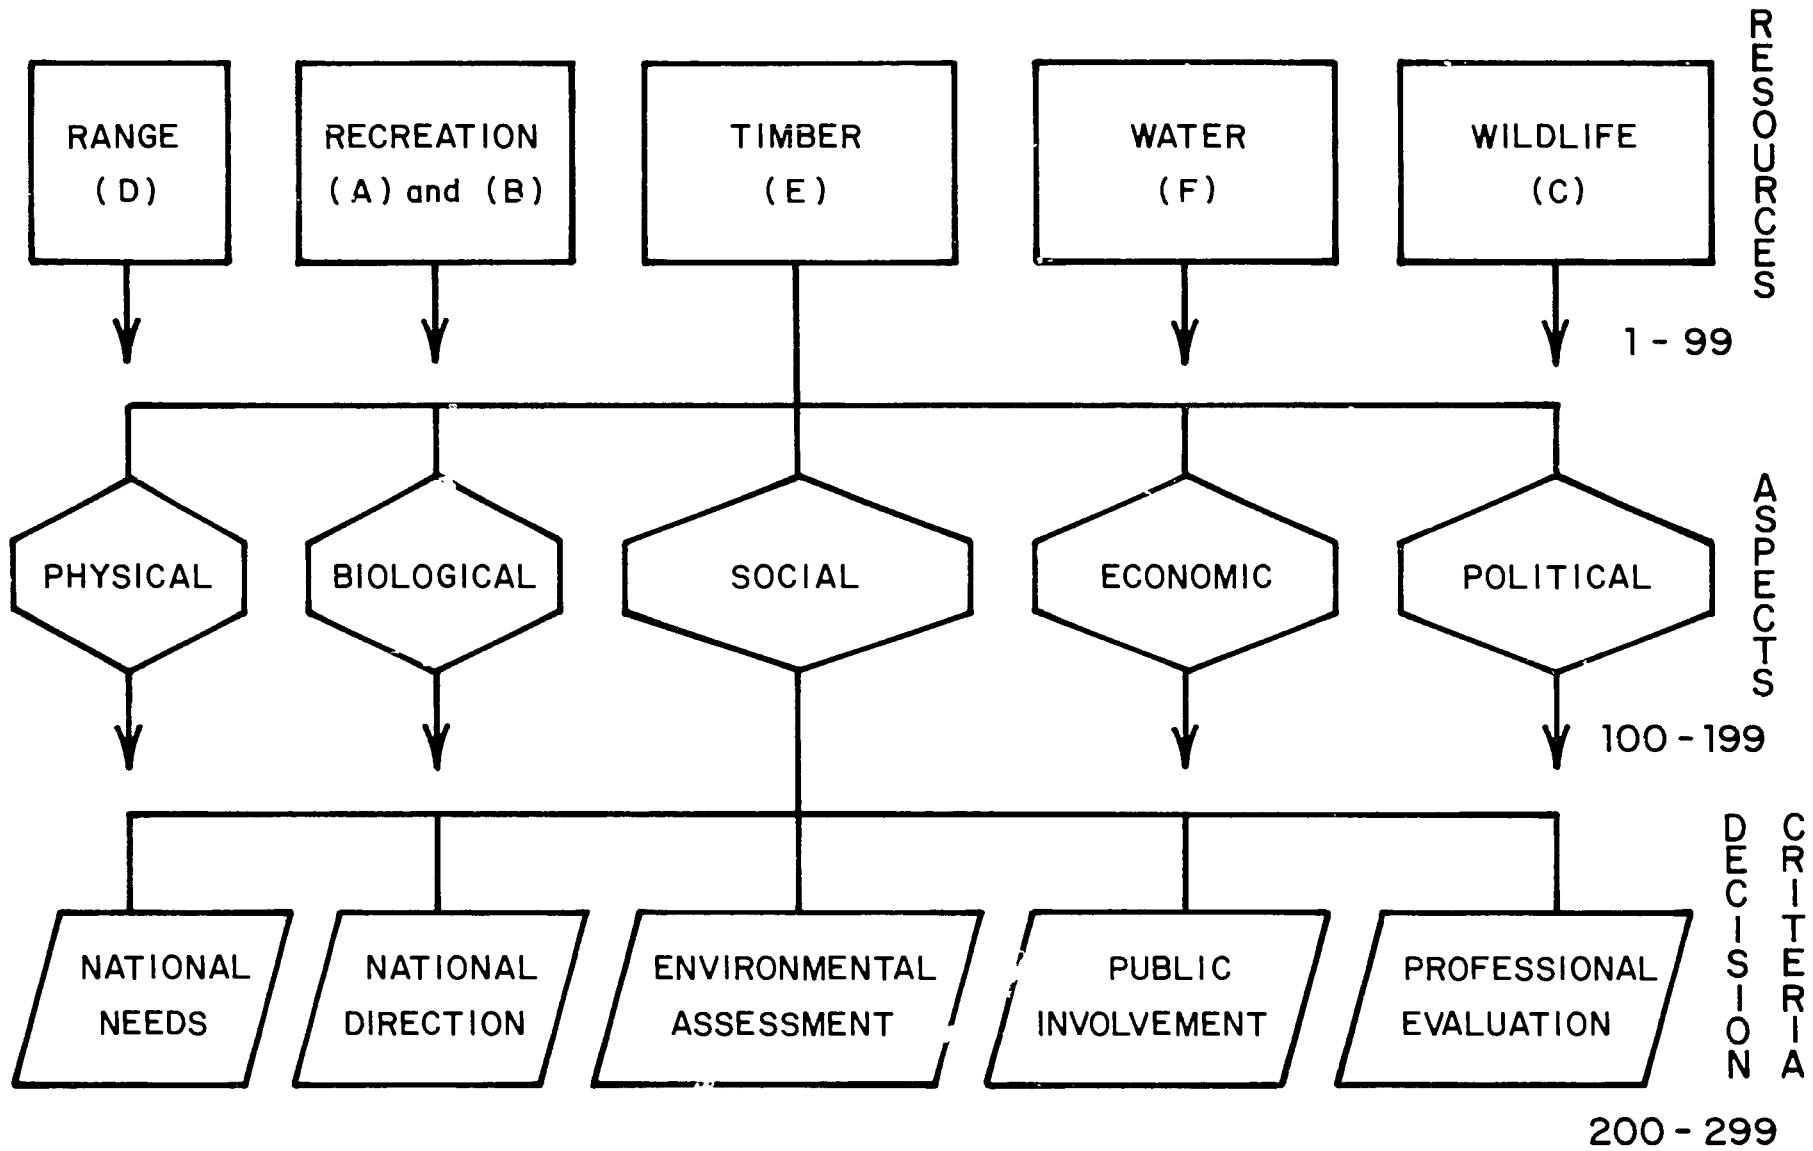 RANGE
(D)
RECREATION
(A) and (B)
TIMBER
(E)
WATER
(F)
WILDLIFE
(C)
RESOURCES
1 - 99
PHYSICAL
BIOLOGICAL
SOCIAL
ECONOMIC
POLITICAL
ASPECTS
100 - 199
NATIONAL
NEEDS
NATIONAL
DIRECTION
ENVIRONMENTAL
ASSESSMENT
PUBLIC
INVOLVEMENT
PROFESSIONAL
EVALUATION
DECISION
CRITERIA
200 - 299